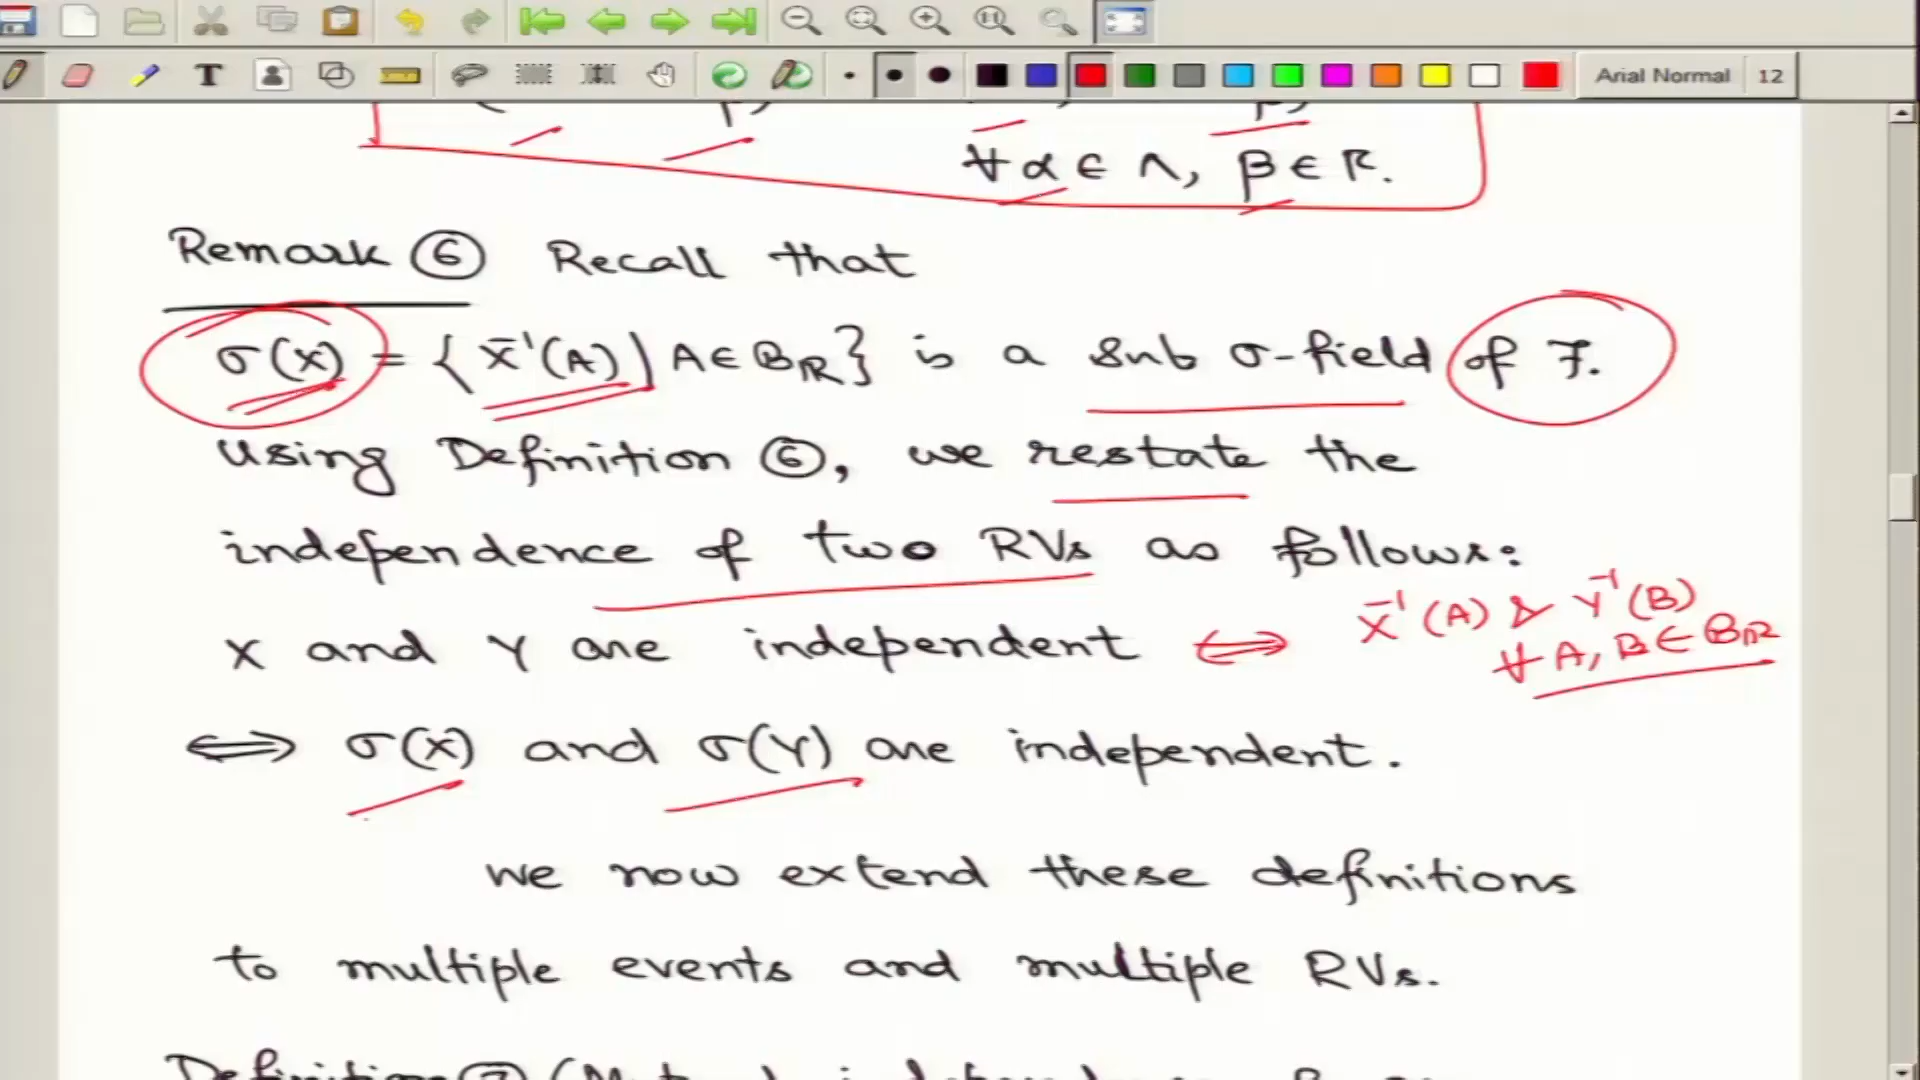 Arial Normal 12
∀ α ∈ Λ, β ∈ Γ.
Remark ⑥ Recall that
σ(X) = {X⁻¹(A) | A ∈ B_ℝ} is a sub σ-field of F.
Using Definition ⑥, we restate the
independence of two RVs as follows:
X and Y are independent ⟺ X⁻¹(A) & Y⁻¹(B)
∀ A, B ∈ B_ℝ
⟺ σ(X) and σ(Y) are independent.
We now extend these definitions
to multiple events and multiple RVs.
Definition ⑦